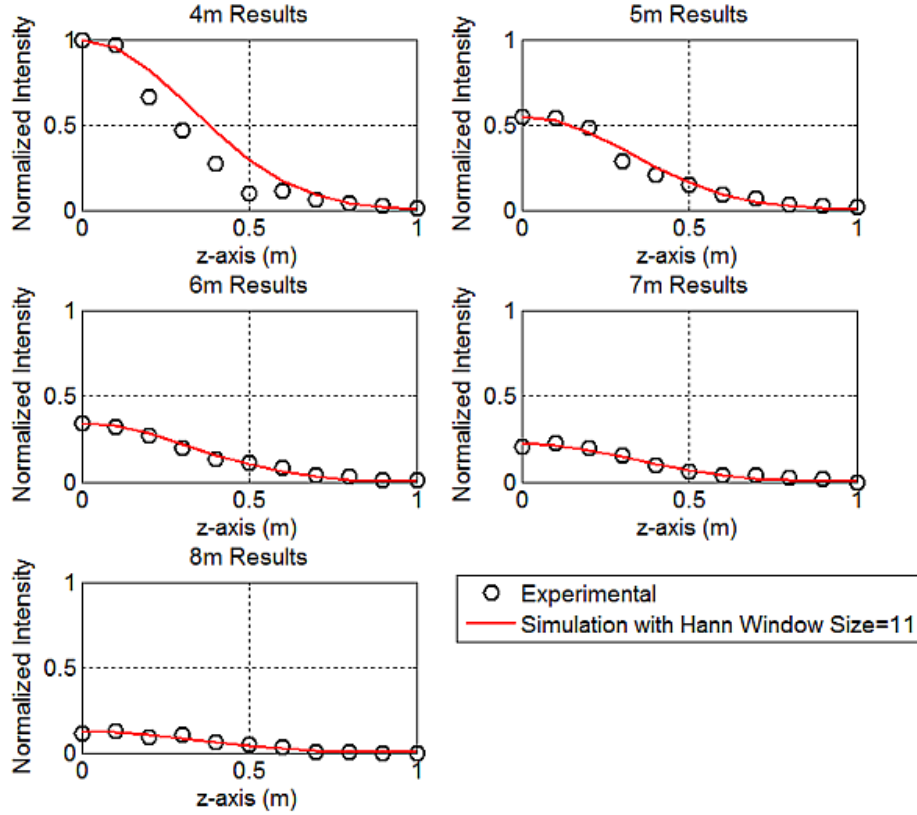 4m Results
Normalized Intensity
1
0.5
0
0
0.5
1
z-axis (m)
5m Results
Normalized Intensity
1
0.5
0
0
0.5
1
z-axis (m)
6m Results
Normalized Intensity
1
0.5
0
0
0.5
1
z-axis (m)
7m Results
Normalized Intensity
1
0.5
0
0
0.5
1
z-axis (m)
8m Results
Normalized Intensity
1
0.5
0
0
0.5
1
z-axis (m)
Experimental
Simulation with Hann Window Size=11